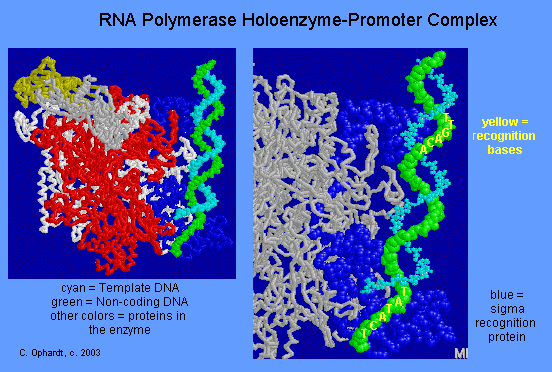 RNA Polymerase Holoenzyme-Promoter Complex
yellow =
recognition
bases
T
T
G
A
C
A
T
A
T
A
C
T
cyan = Template DNA
green = Non-coding DNA
other colors = proteins in
the enzyme
blue =
sigma
recognition
protein
C. Ophardt, c. 2003